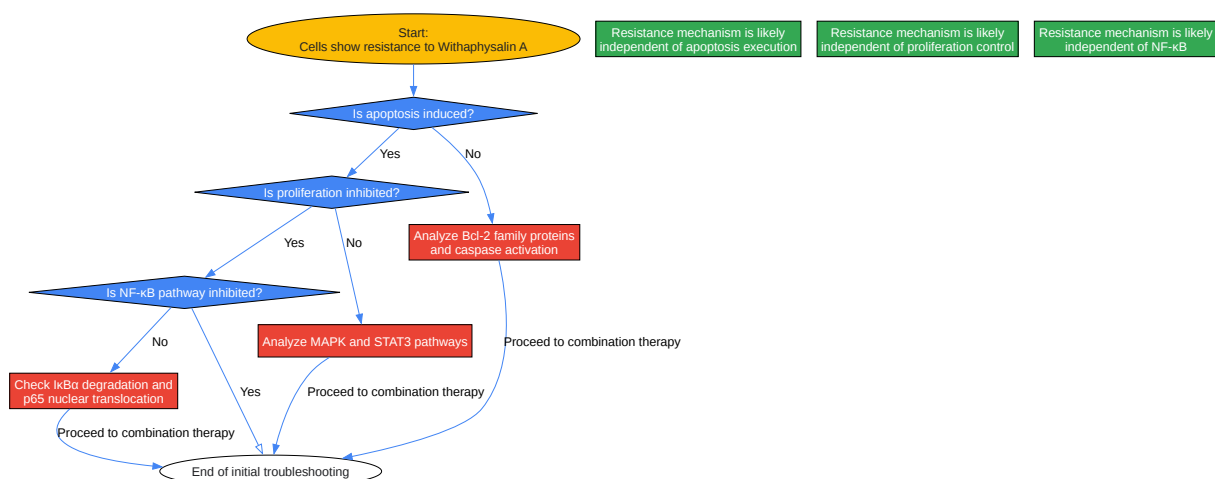 Start:
Cells show resistance to Withaphysalin A
Resistance mechanism is likely
independent of apoptosis execution
Resistance mechanism is likely
independent of proliferation control
Resistance mechanism is likely
independent of NF-κB
Is apoptosis induced?
Yes
No
Is proliferation inhibited?
Yes
No
Analyze Bcl-2 family proteins
and caspase activation
Is NF-κB pathway inhibited?
No
Analyze MAPK and STAT3 pathways
Proceed to combination therapy
Check IκBα degradation and
p65 nuclear translocation
Yes
Proceed to combination therapy
Proceed to combination therapy
End of initial troubleshooting